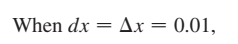 When dx = Δx = 0.01,